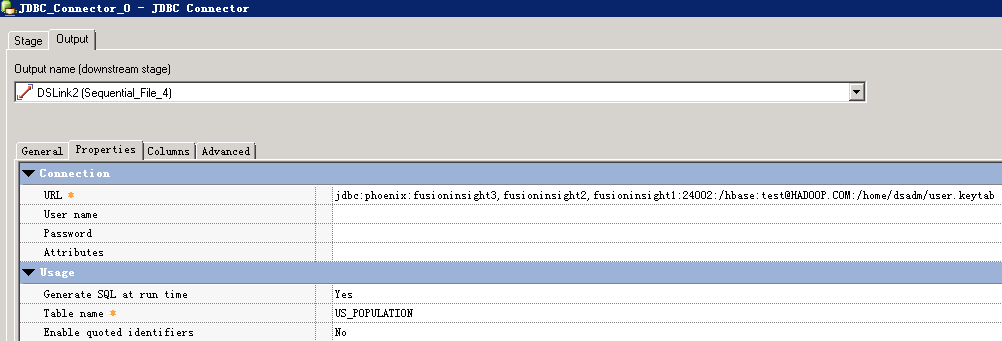 JDBC_Connector_0 - JDBC Connector
Stage Output
Output name (downstream stage)
DSLink2 (Sequential_File_4)
General Properties Columns Advanced
Connection
URL * jdbc:phoenix:fusioninsight3,fusioninsight2,fusioninsight1:24002:/hbase:test@HADOOP.COM:/home/dsadm/user.keytab
User name
Password
Attributes
Usage
Generate SQL at run time Yes
Table name * US_POPULATION
Enable quoted identifiers No